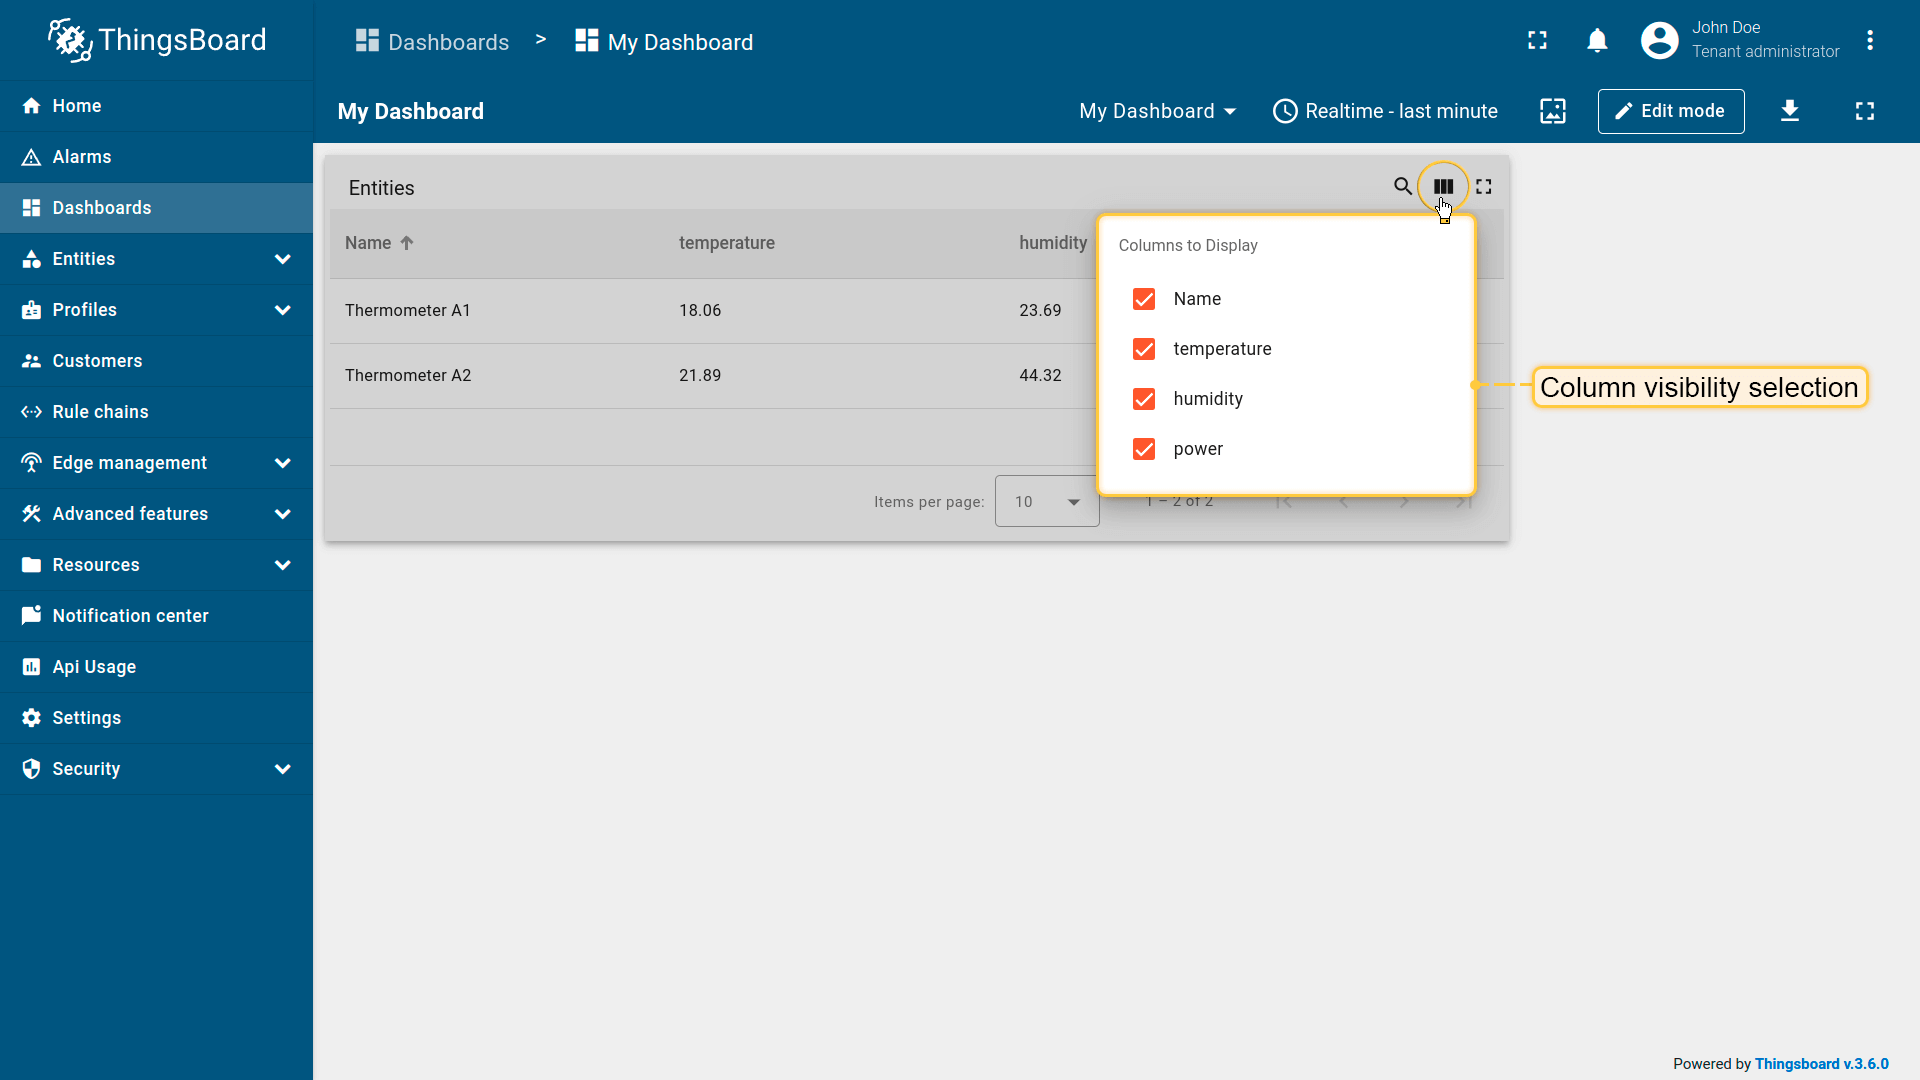 ThingsBoard
Dashboards > My Dashboard
John Doe
Tenant administrator
My Dashboard
My Dashboard
Realtime - last minute
Edit mode
Home
Alarms
Dashboards
Entities
Profiles
Customers
Rule chains
Edge management
Advanced features
Resources
Notification center
Api Usage
Settings
Security
Entities
Name temperature humidity
Thermometer A1 18.06 23.69
Thermometer A2 21.89 44.32
Items per page: 10 1 – 2 of 2
Columns to Display
Name
temperature
humidity
power
Column visibility selection
Powered by Thingsboard v.3.6.0